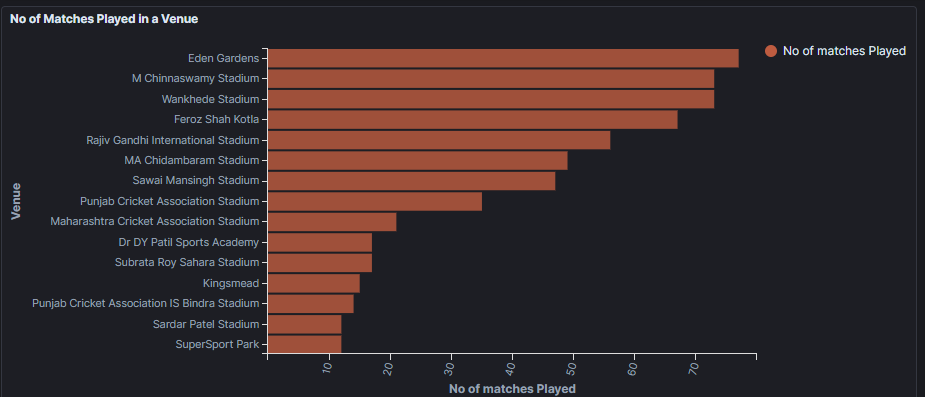 No of Matches Played in a Venue
No of matches Played
Eden Gardens
M Chinnaswamy Stadium
Wankhede Stadium
Feroz Shah Kotla
Rajiv Gandhi International Stadium
MA Chidambaram Stadium
Sawai Mansingh Stadium
Punjab Cricket Association Stadium
Maharashtra Cricket Association Stadium
Dr DY Patil Sports Academy
Subrata Roy Sahara Stadium
Kingsmead
Punjab Cricket Association IS Bindra Stadium
Sardar Patel Stadium
SuperSport Park
Venue
10 20 30 40 50 60 70
No of matches Played